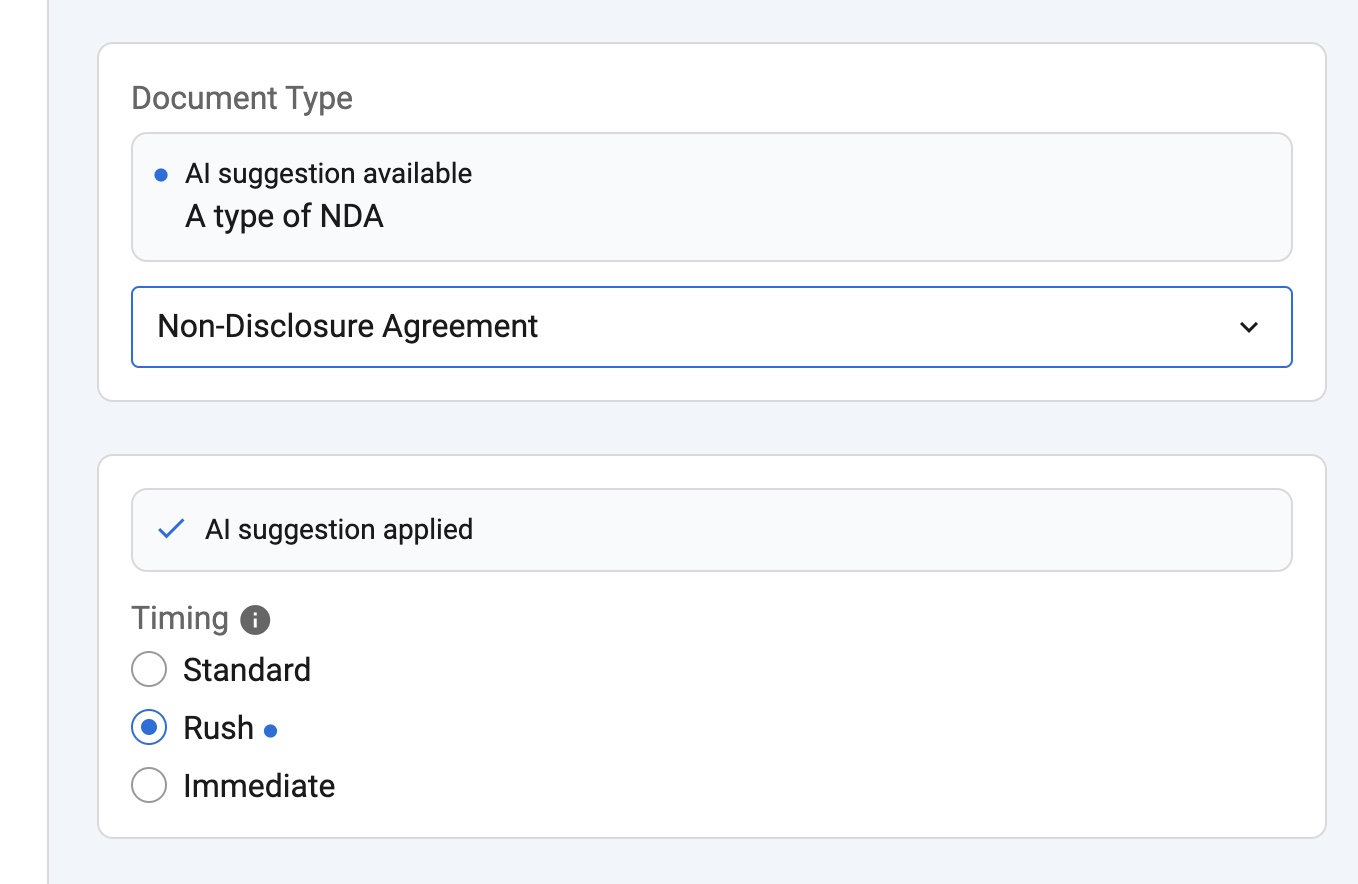 Document Type
AI suggestion available
A type of NDA
Non-Disclosure Agreement
AI suggestion applied
Timing
Standard
Rush
Immediate